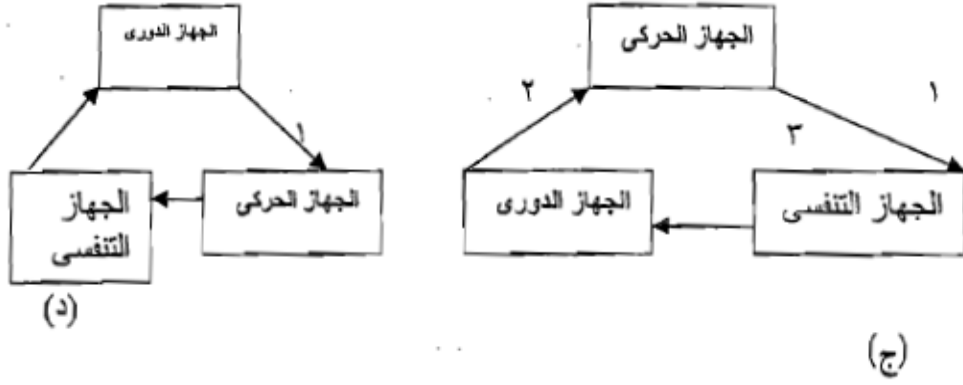 الجهاز الحركى
١
٢
٣
الجهاز التنفسى
الجهاز الدورى
(ج)
الجهاز الدورى
١
الجهاز الحركى
الجهاز
التنفسى
(د)